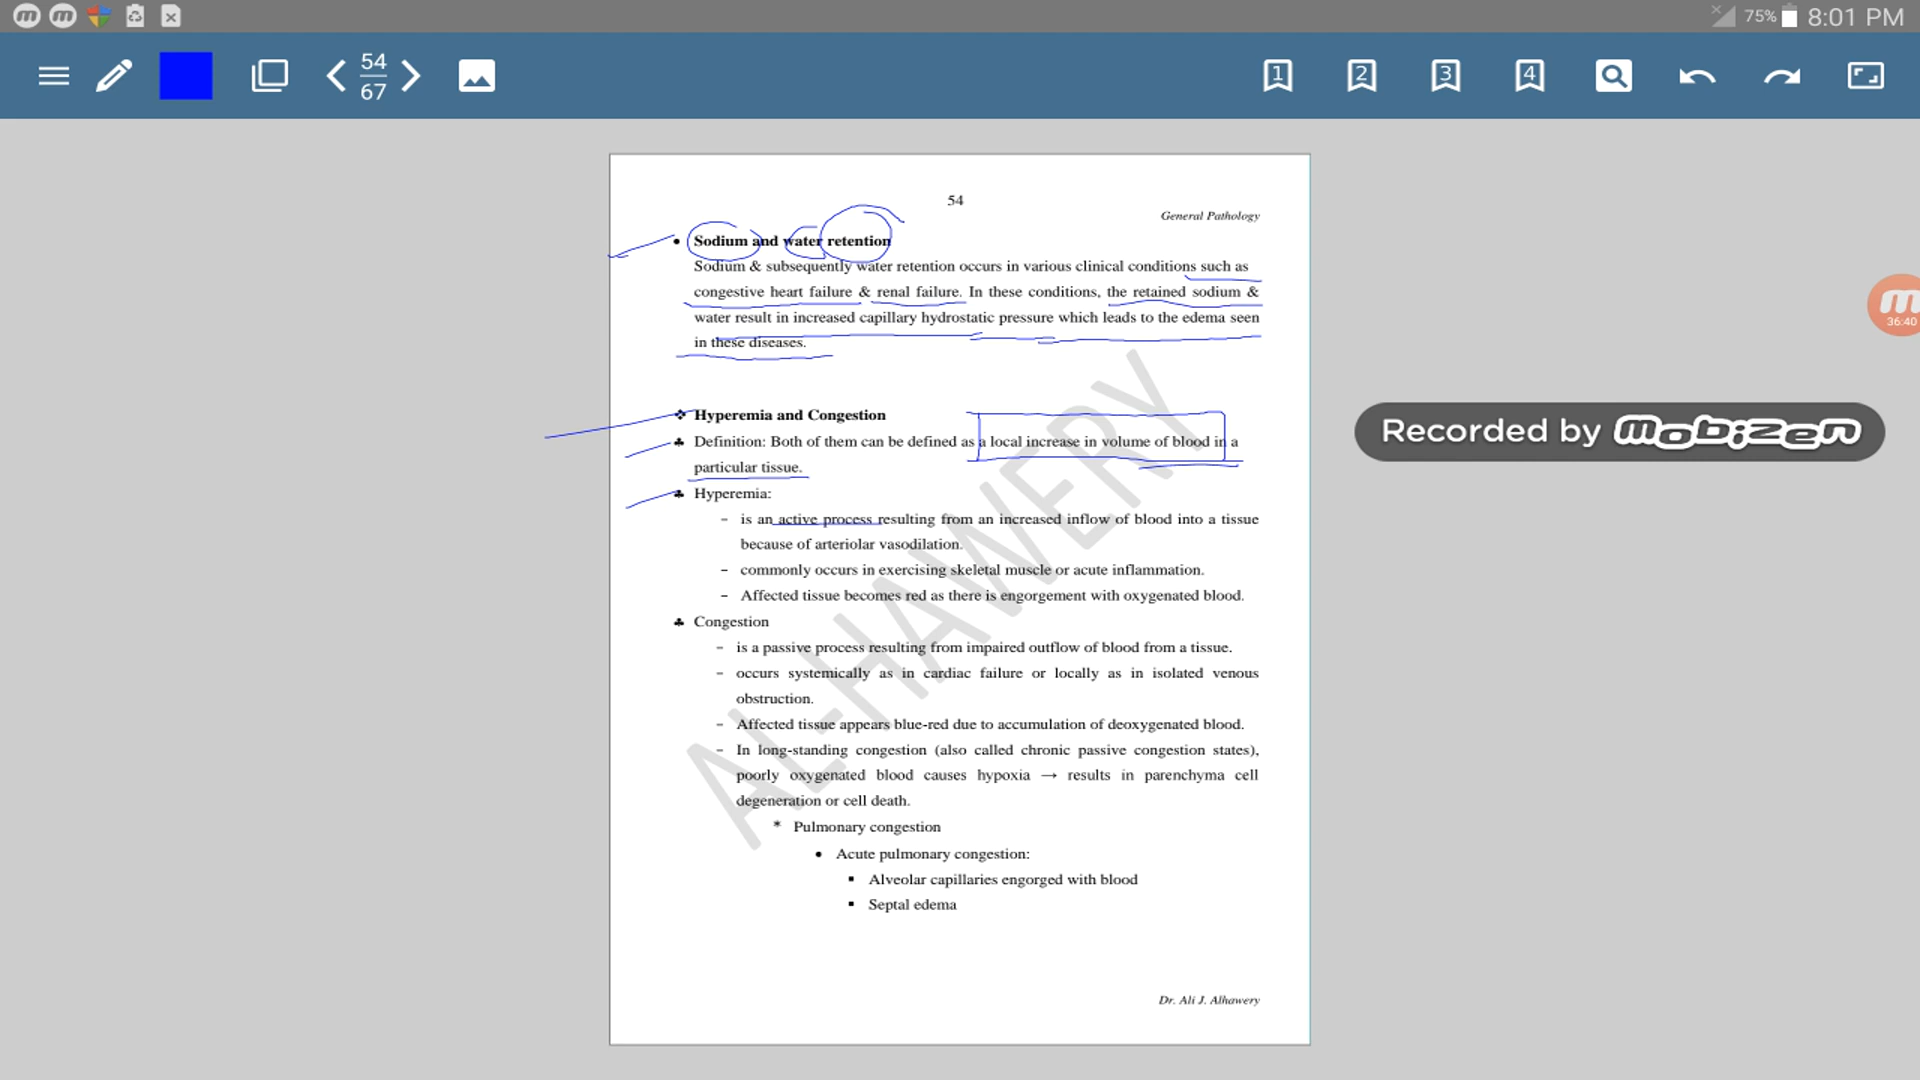 75% 8:01 PM
54
67
1 2 3 4
54
General Pathology
• Sodium and water retention
Sodium & subsequently water retention occurs in various clinical conditions such as
congestive heart failure & renal failure. In these conditions, the retained sodium &
water result in increased capillary hydrostatic pressure which leads to the edema seen
in these diseases.
❖ Hyperemia and Congestion
♣ Definition: Both of them can be defined as a local increase in volume of blood in a
particular tissue.
♣ Hyperemia:
- is an active process resulting from an increased inflow of blood into a tissue
because of arteriolar vasodilation.
- commonly occurs in exercising skeletal muscle or acute inflammation.
- Affected tissue becomes red as there is engorgement with oxygenated blood.
♣ Congestion
- is a passive process resulting from impaired outflow of blood from a tissue.
- occurs systemically as in cardiac failure or locally as in isolated venous
obstruction.
- Affected tissue appears blue-red due to accumulation of deoxygenated blood.
- In long-standing congestion (also called chronic passive congestion states),
poorly oxygenated blood causes hypoxia → results in parenchyma cell
degeneration or cell death.
* Pulmonary congestion
• Acute pulmonary congestion:
▪ Alveolar capillaries engorged with blood
▪ Septal edema
Dr. Ali J. Alhawery
AL-HAWERY
m
36:40
Recorded by mobizen